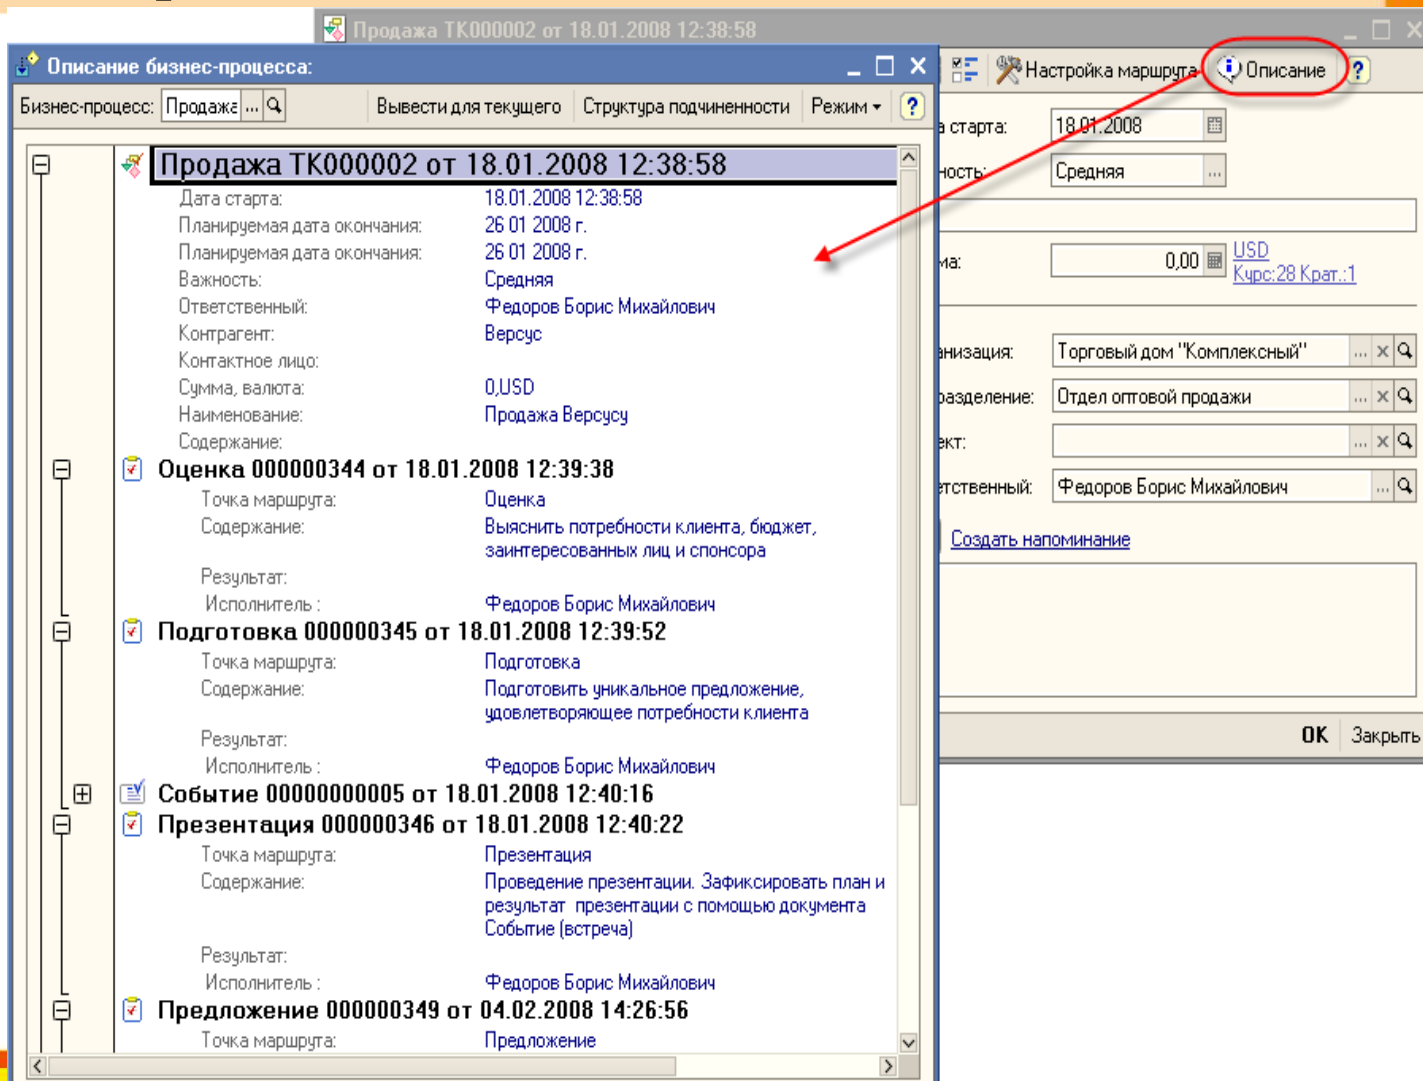 Продажа ТК000002 от 18.01.2008 12:38:58
Описание бизнес-процесса:
Настройка маршрута Описание ?
Бизнес-процесс: Продажа ... Вывести для текущего Структура подчиненности Режим ?
Продажа ТК000002 от 18.01.2008 12:38:58
Дата старта: 18.01.2008 12:38:58
Планируемая дата окончания: 26 01 2008 г.
Планируемая дата окончания: 26 01 2008 г.
Важность: Средняя
Ответственный: Федоров Борис Михайлович
Контрагент: Версус
Контактное лицо:
Сумма, валюта: 0,USD
Наименование: Продажа Версусу
Содержание:
Оценка 000000344 от 18.01.2008 12:39:38
Точка маршрута: Оценка
Содержание: Выяснить потребности клиента, бюджет,
заинтересованных лиц и спонсора
Результат:
Исполнитель : Федоров Борис Михайлович
Подготовка 000000345 от 18.01.2008 12:39:52
Точка маршрута: Подготовка
Содержание: Подготовить уникальное предложение,
удовлетворяющее потребности клиента
Результат:
Исполнитель : Федоров Борис Михайлович
Событие 00000000005 от 18.01.2008 12:40:16
Презентация 000000346 от 18.01.2008 12:40:22
Точка маршрута: Презентация
Содержание: Проведение презентации. Зафиксировать план и
результат презентации с помощью документа
Событие (встреча)
Результат:
Исполнитель : Федоров Борис Михайлович
Предложение 000000349 от 04.02.2008 14:26:56
Точка маршрута: Предложение
а старта: 18.01.2008
ность: Средняя ...
ма: 0,00 USD
Курс:28 Крат.:1
анизация: Торговый дом "Комплексный" ... x
разделение: Отдел оптовой продажи ... x
ект: ... x
етственный: Федоров Борис Михайлович ...
Создать напоминание
OK Закрыть